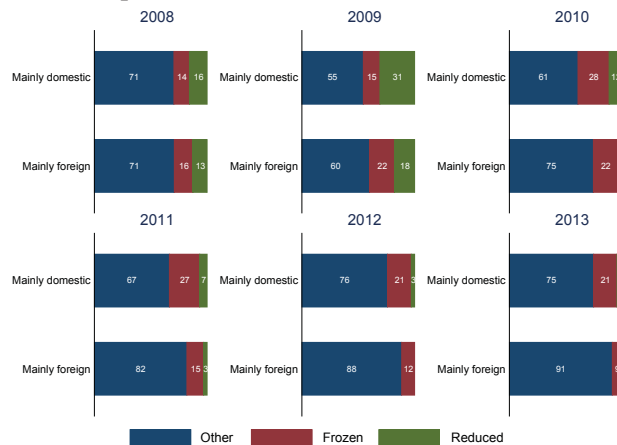 2008 2009 2010
Mainly domestic 71 14 16 Mainly domestic 55 15 31 Mainly domestic 61 28
Mainly foreign 71 16 13 Mainly foreign 60 22 18 Mainly foreign 75 22
2011 2012 2013
Mainly domestic 67 27 7 Mainly domestic 76 21 3 Mainly domestic 75 21
Mainly foreign 82 15 3 Mainly foreign 88 12 Mainly foreign 91 9
Other Frozen Reduced